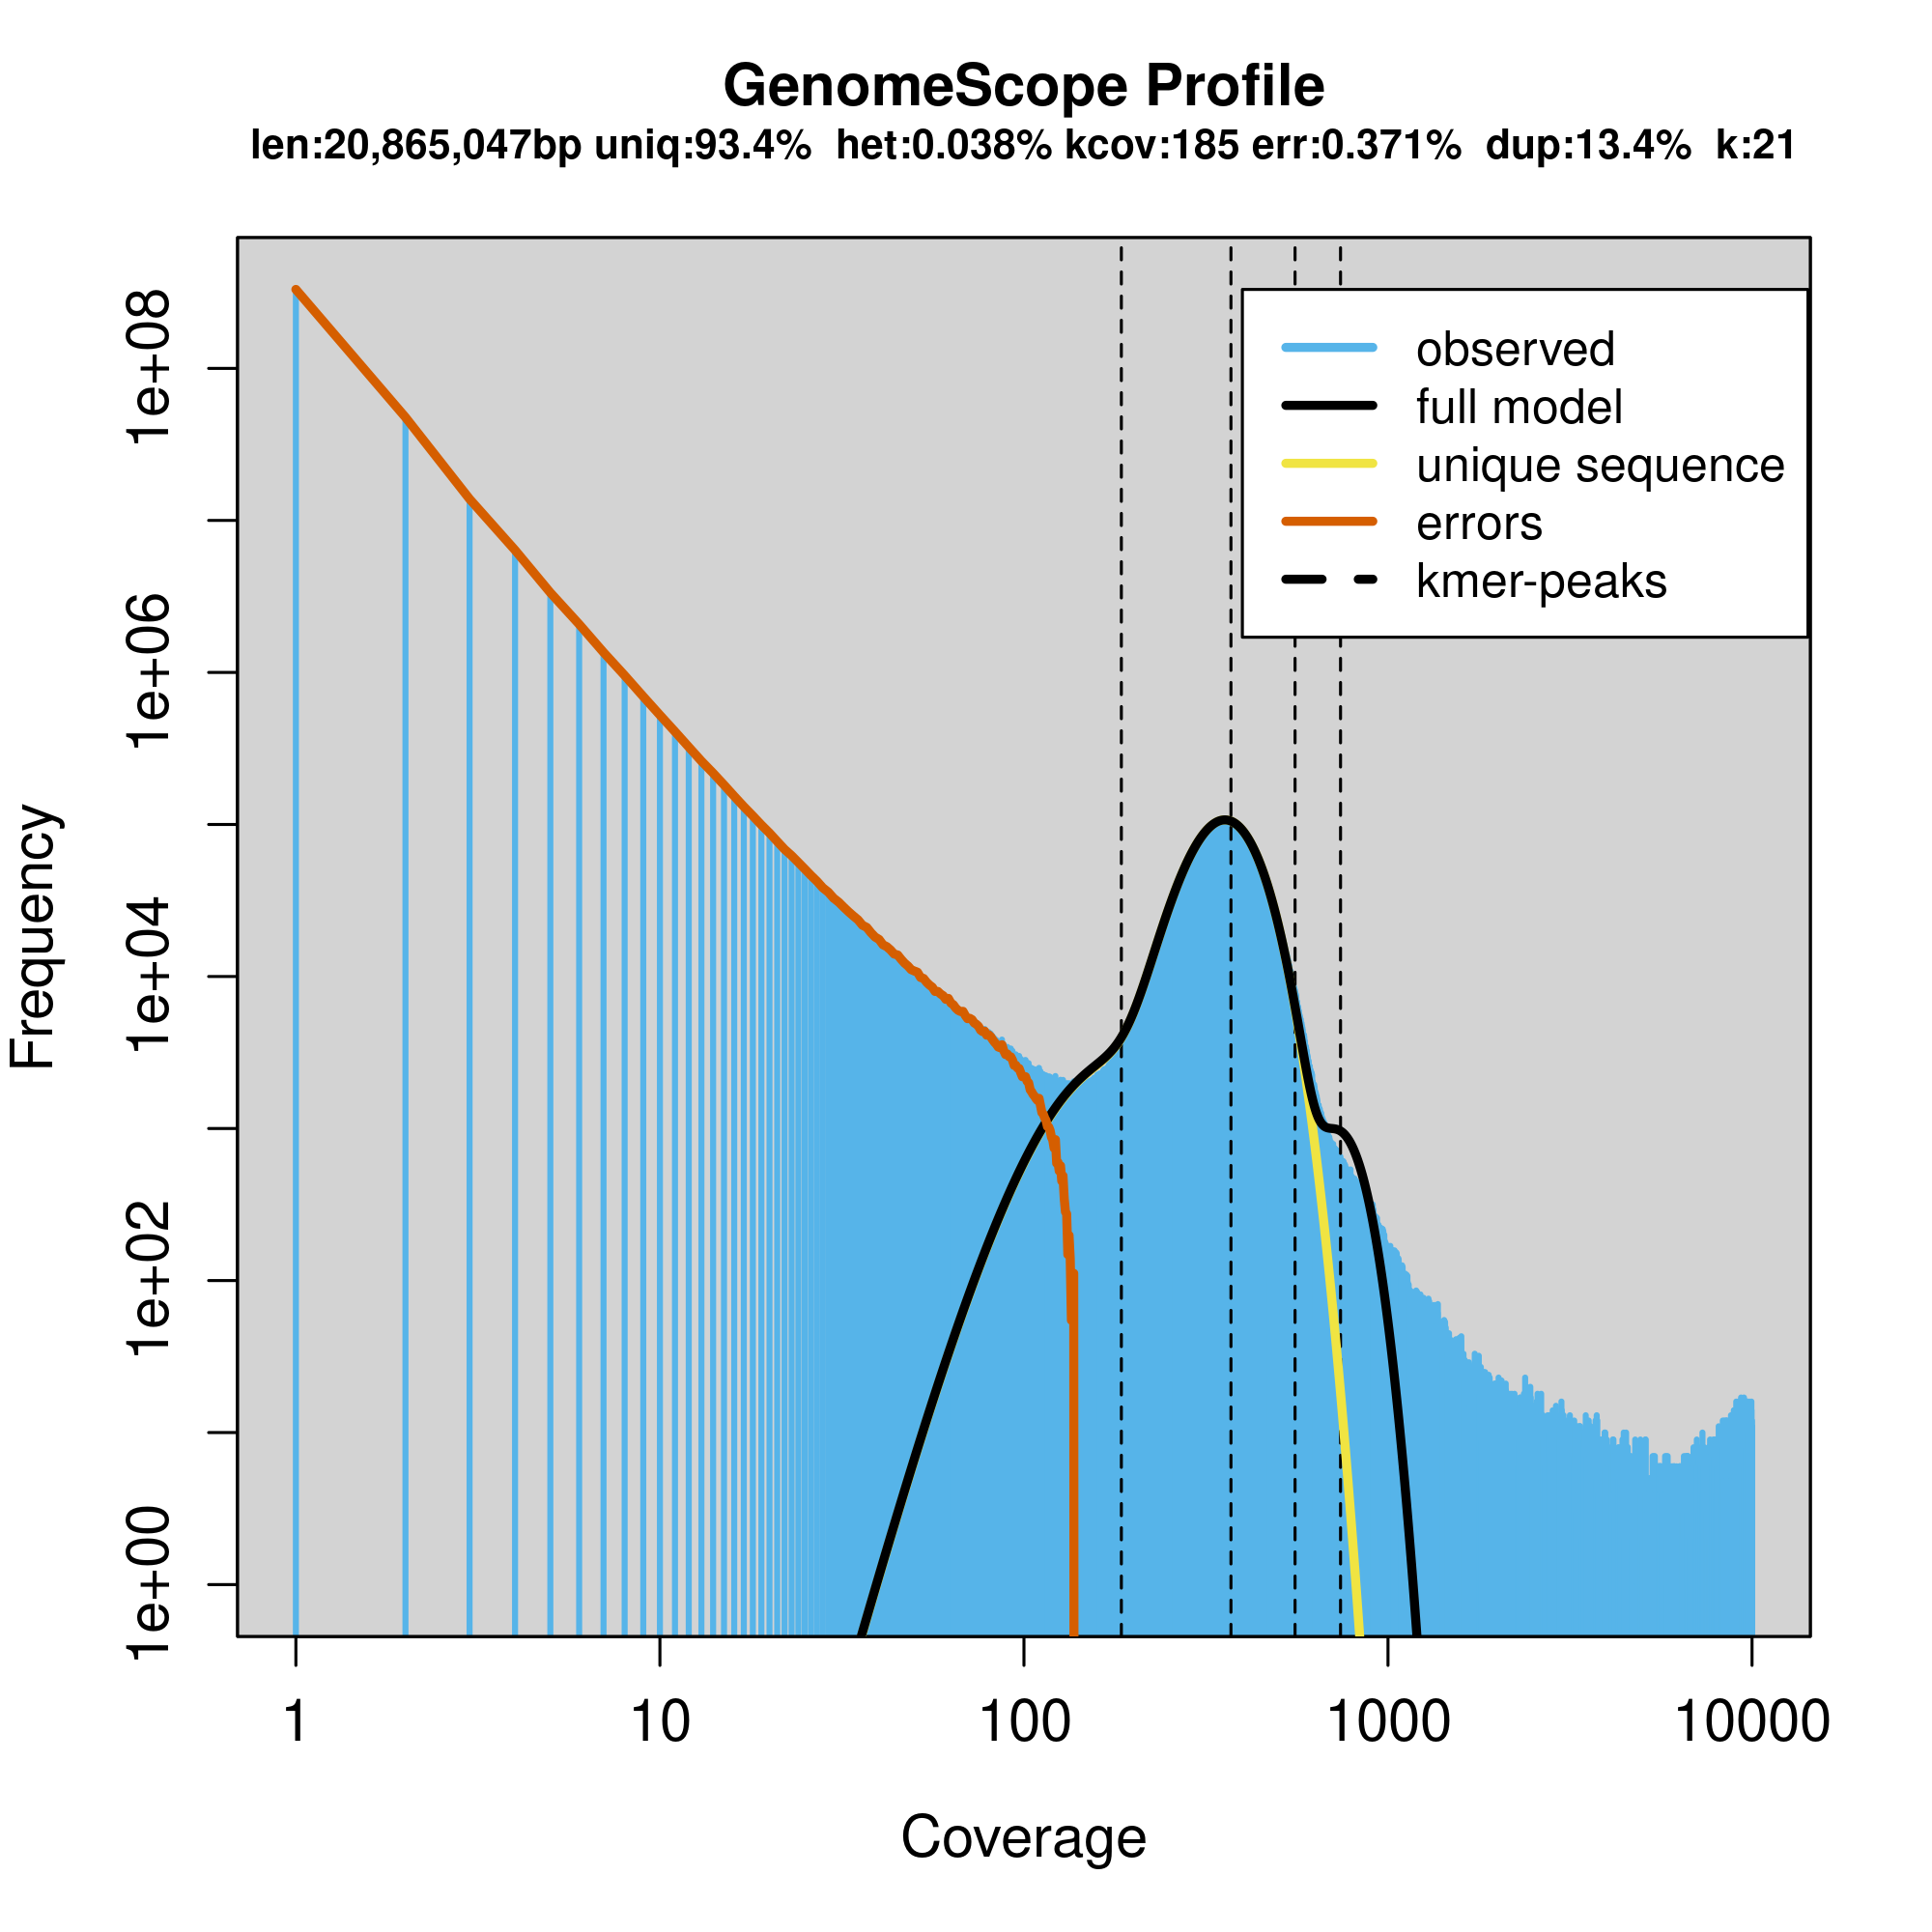 GenomeScope Profile
len:20,865,047bp uniq:93.4% het:0.038% kcov:185 err:0.371% dup:13.4% k:21
observed
full model
unique sequence
errors
kmer-peaks
Frequency
1e+08
1e+06
1e+04
1e+02
1e+00
1
10
100
1000
10000
Coverage